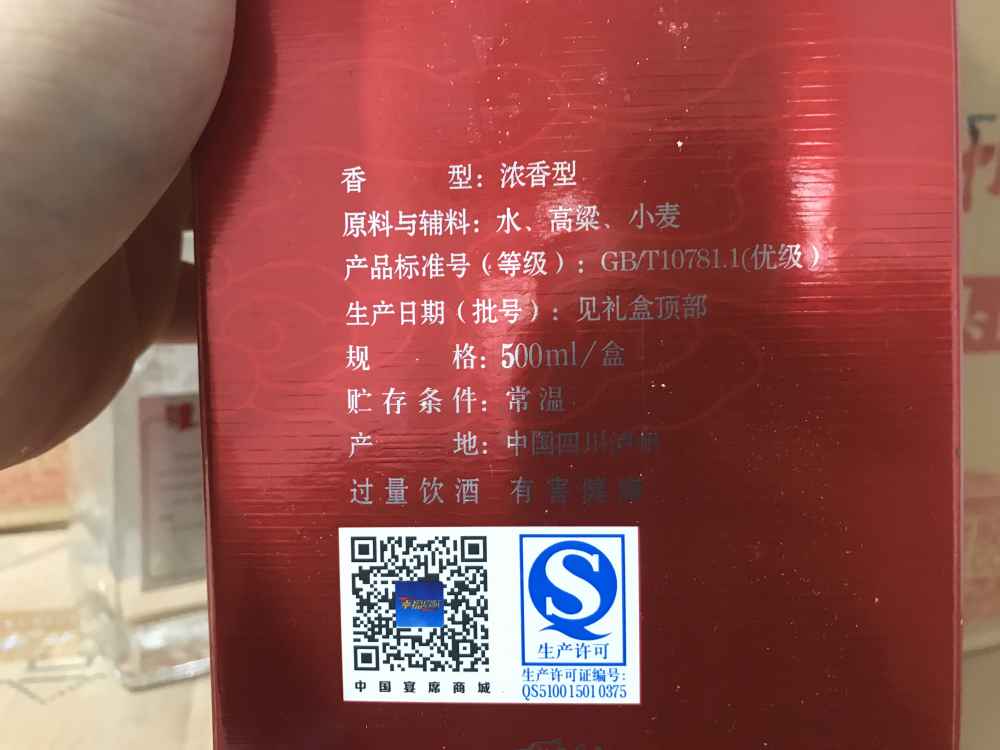 香 型：浓香型
原料与辅料：水、高粱、小麦
产品标准号（等级）：GB/T10781.1(优级）
生产日期（批号）：见礼盒顶部
规 格：500ml/盒
贮存条件：常温
产 地：中国四川泸州
过量饮酒 有害健康
生产许可
中国宴席商城
生产许可证编号:
QS510015010375